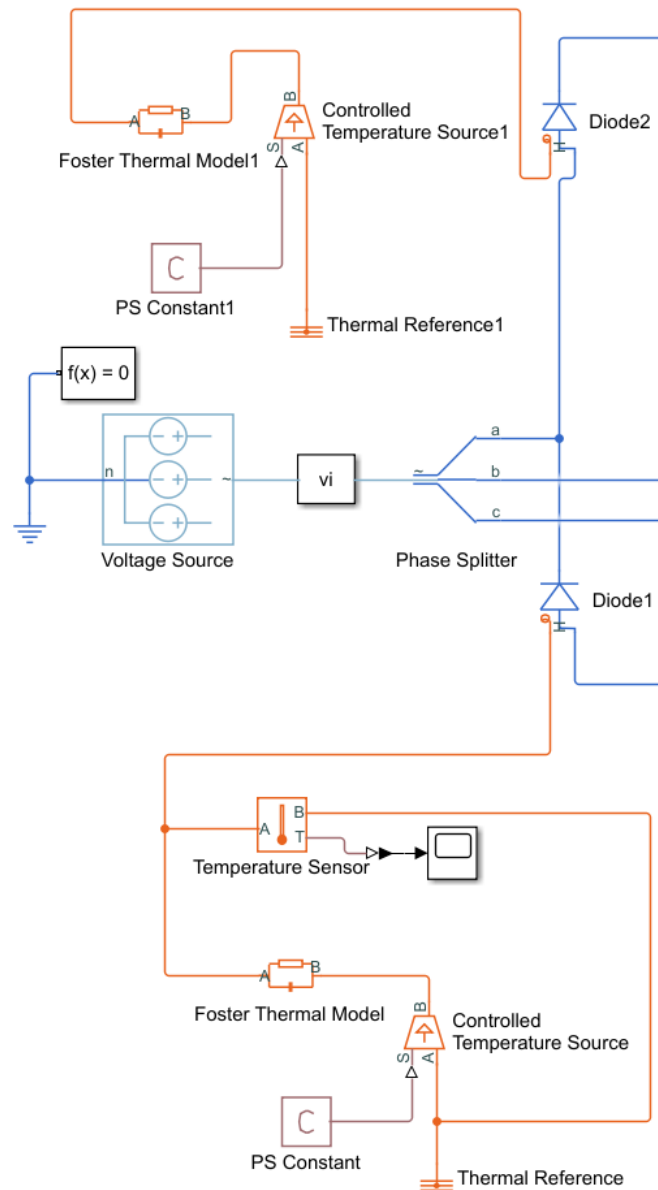 B
A B
Controlled
Temperature Source1
Diode2
H
Foster Thermal Model1
S A
C
PS Constant1
Thermal Reference1
f(x) = 0
n ~
vi
~
a
b
c
Voltage Source
Phase Splitter
Diode1
H
A B
T
Temperature Sensor
A B
Foster Thermal Model
B
Controlled
Temperature Source
S A
C
PS Constant
Thermal Reference